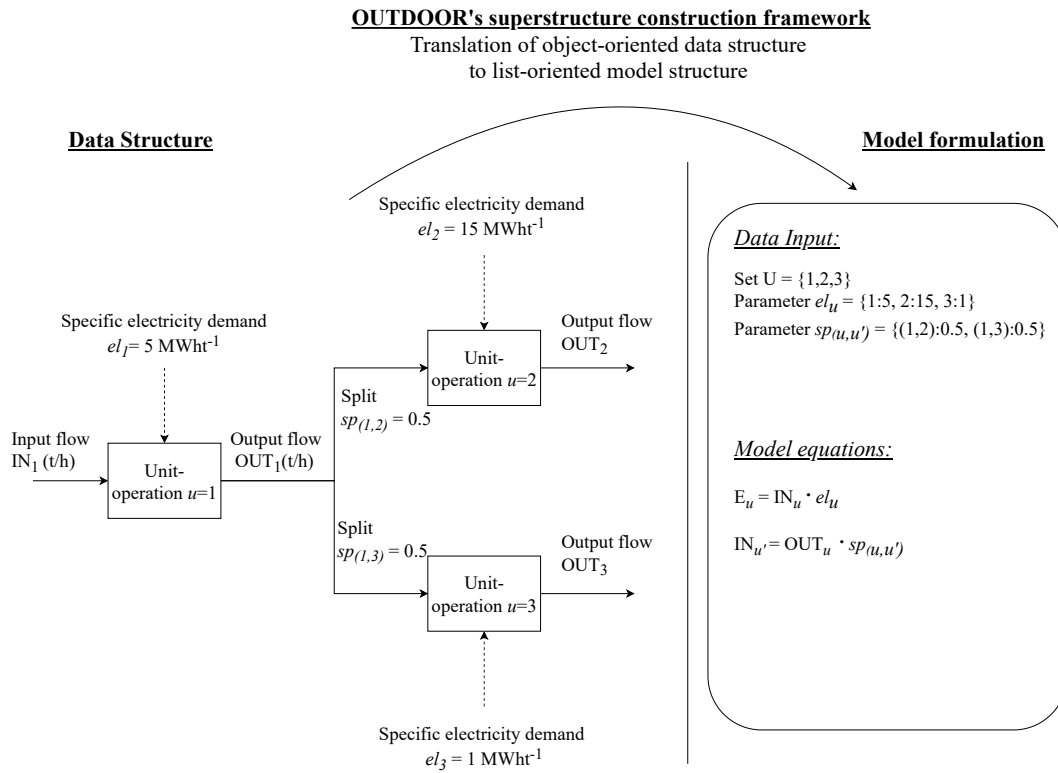 OUTDOOR's superstructure construction framework
Translation of object-oriented data structure
to list-oriented model structure
Data Structure
Model formulation
Specific electricity demand
el₂ = 15 MWht⁻¹
Specific electricity demand
el₁= 5 MWht⁻¹
Input flow
IN₁ (t/h)
Unit-
operation u=1
Output flow
OUT₁(t/h)
Split
sp₍₁,₂₎ = 0.5
Unit-
operation u=2
Output flow
OUT₂
Split
sp₍₁,₃₎ = 0.5
Unit-
operation u=3
Output flow
OUT₃
Specific electricity demand
el₃ = 1 MWht⁻¹
Data Input:
Set U = {1,2,3}
Parameter elᵤ = {1:5, 2:15, 3:1}
Parameter sp₍ᵤ,ᵤ'₎ = {(1,2):0.5, (1,3):0.5}
Model equations:
Eᵤ = INᵤ · elᵤ
INᵤ' = OUTᵤ · sp₍ᵤ,ᵤ'₎